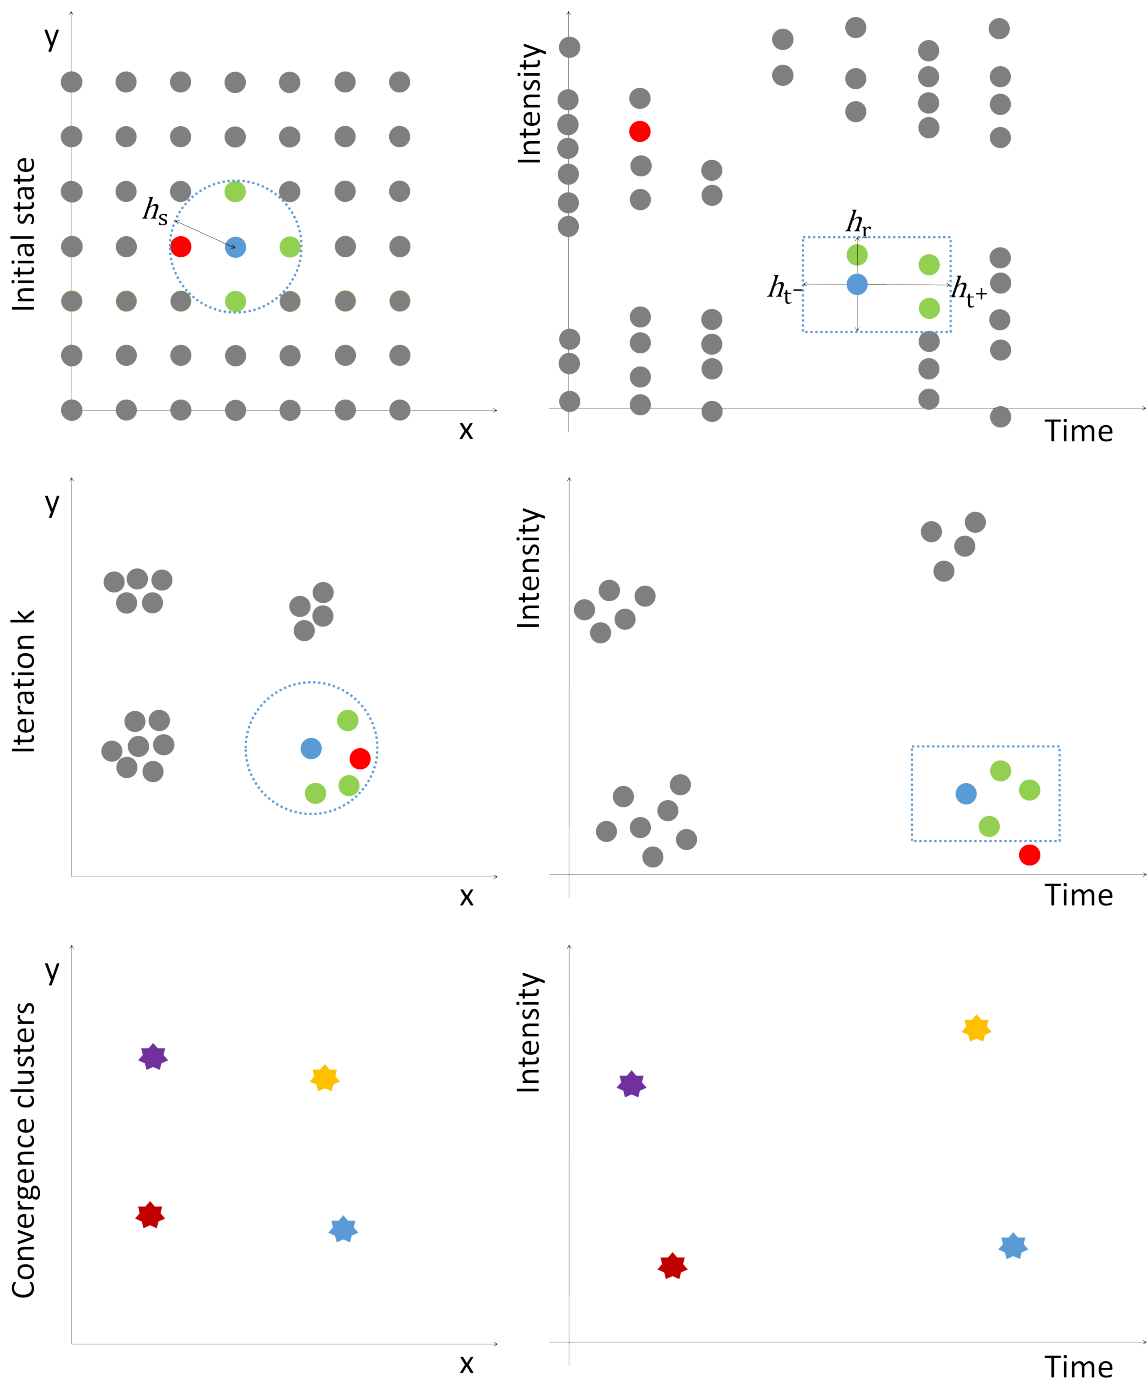 Initial state
y
hs
x
Intensity
hr
ht-
ht+
Time
Iteration k
y
x
Intensity
Time
Convergence clusters
y
x
Intensity
Time